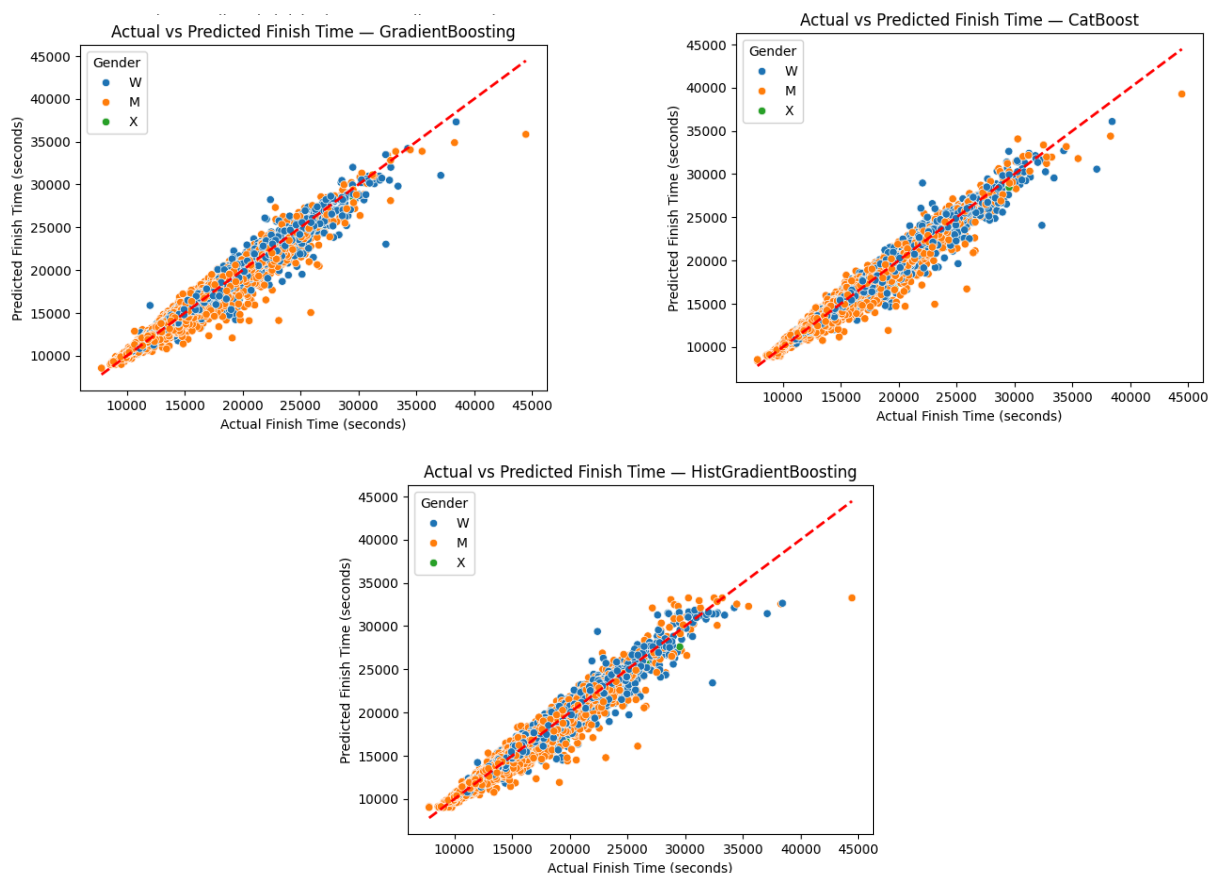 Actual vs Predicted Finish Time — GradientBoosting
Gender
W
M
X
45000
40000
35000
30000
25000
20000
15000
10000
Predicted Finish Time (seconds)
10000 15000 20000 25000 30000 35000 40000 45000
Actual Finish Time (seconds)
Actual vs Predicted Finish Time — CatBoost
Gender
W
M
X
45000
40000
35000
30000
25000
20000
15000
10000
Predicted Finish Time (seconds)
10000 15000 20000 25000 30000 35000 40000 45000
Actual Finish Time (seconds)
Actual vs Predicted Finish Time — HistGradientBoosting
Gender
W
M
X
45000
40000
35000
30000
25000
20000
15000
10000
Predicted Finish Time (seconds)
10000 15000 20000 25000 30000 35000 40000 45000
Actual Finish Time (seconds)